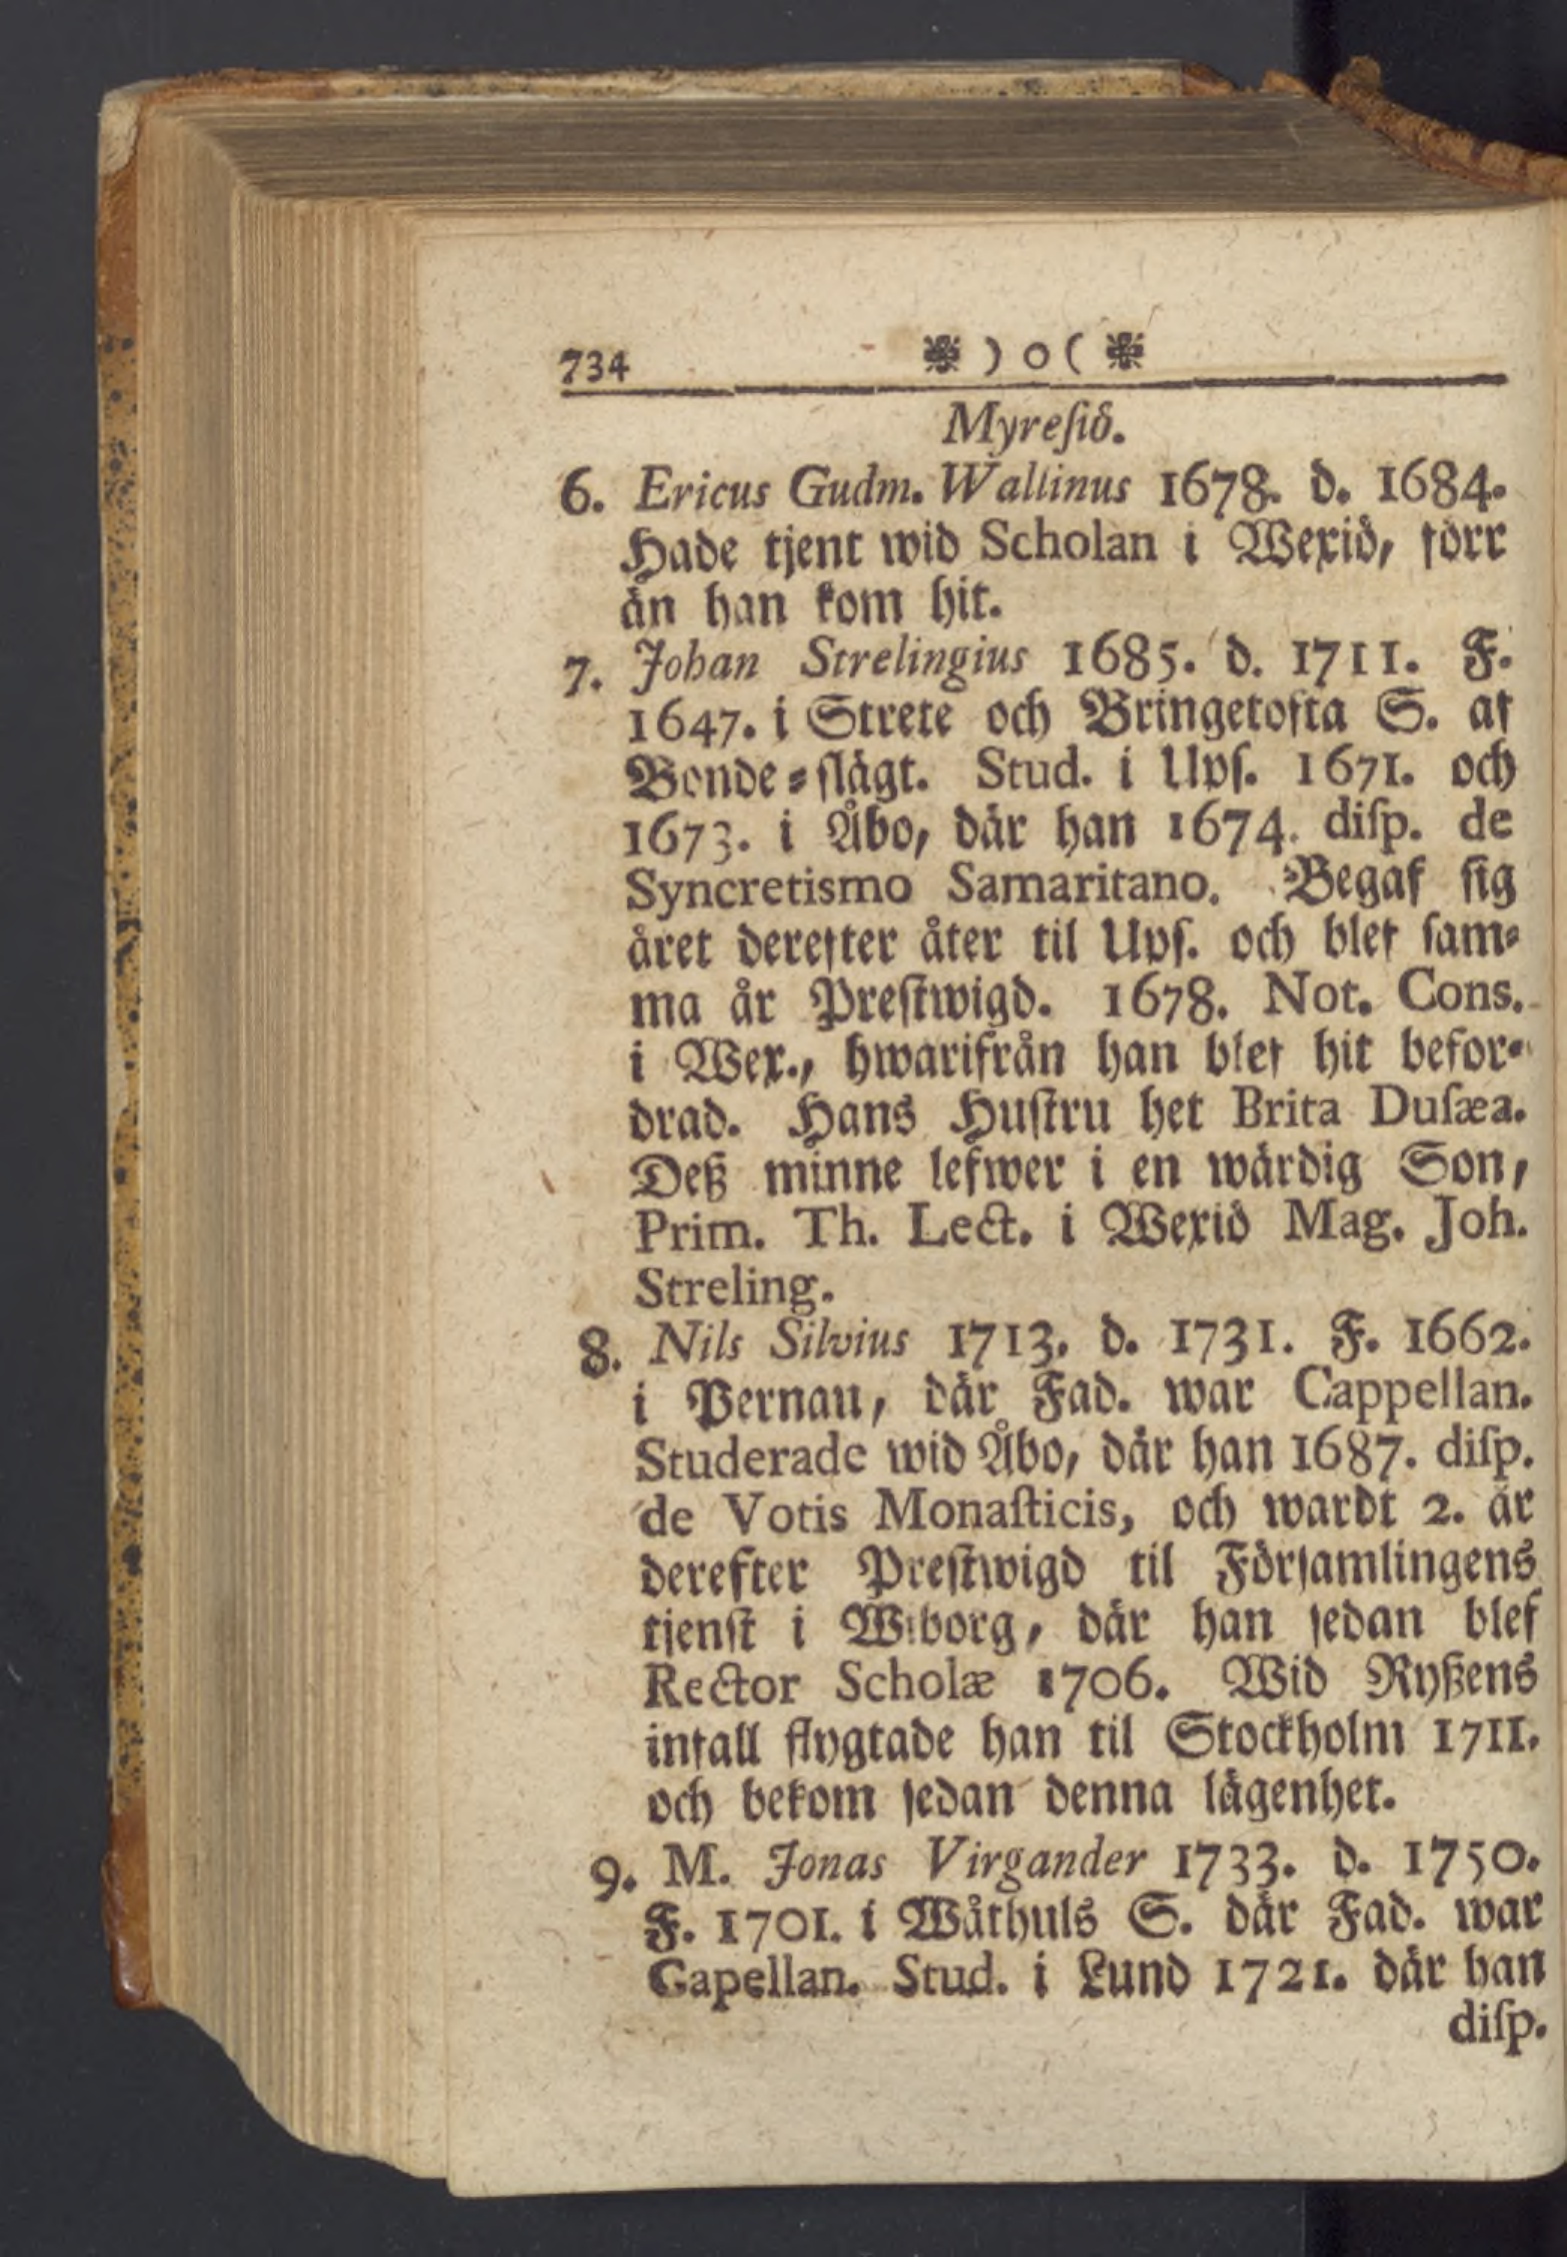 734 ❋ ) o ( ❋
Myresiö.
6. Ericus Gudm. Wallinus 1678. d. 1684.
Hade tjent wid Scholan i Wexiö, förr
än han kom hit.
7. Johan Strelingius 1685. d. 1711. F.
1647. i Strete och Bringetofta S. af
Bonde-slägt. Stud. i Ups. 1671. och
1673. i Åbo, där han 1674. disp. de
Syncretismo Samaritano. Begaf sig
året derefter åter til Ups. och blef sam-
ma år Prestwigd. 1678. Not. Cons.
i Wex., hwarifrån han blef hit befor-
drad. Hans Hustru het Brita Dusæa.
Deß minne lefwer i en wärdig Son,
Prim. Th. Lect. i Wexiö Mag. Joh.
Streling.
8. Nils Silvius 1713. d. 1731. F. 1662.
i Pernau, där Fad. war Cappellan.
Studerade wid Åbo, där han 1687. disp.
de Votis Monasticis, och wardt 2. år
derefter Prestwigd til Församlingens
tjenst i Wiborg, där han sedan blef
Rector Scholæ 1706. Wid Ryßens
infall flygtade han til Stockholm 1711.
och bekom sedan denna lägenhet.
9. M. Jonas Virgander 1733. d. 1750.
F. 1701. i Wåthuls S. där Fad. war
Capellan. Stud. i Lund 1721. där han
disp.